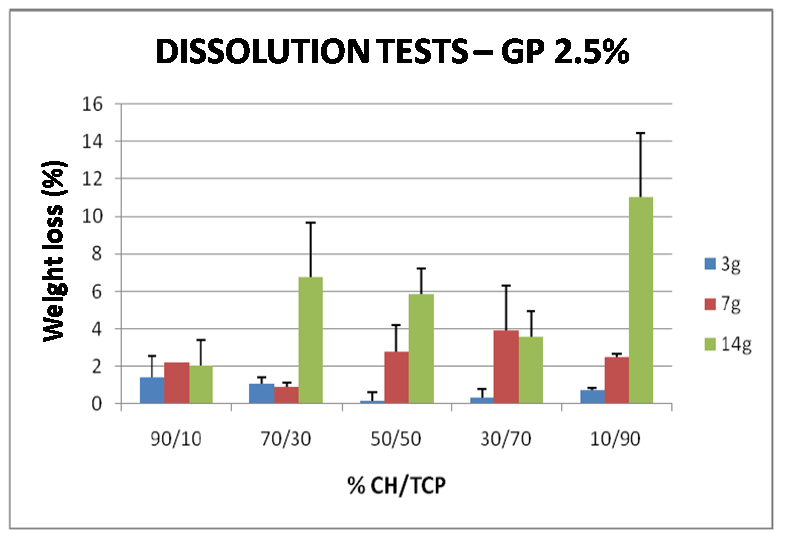 DISSOLUTION TESTS – GP 2.5%
16
14
12
10
8
6
4
2
0
Weight loss (%)
90/10 70/30 50/50 30/70 10/90
% CH/TCP
3g
7g
14g